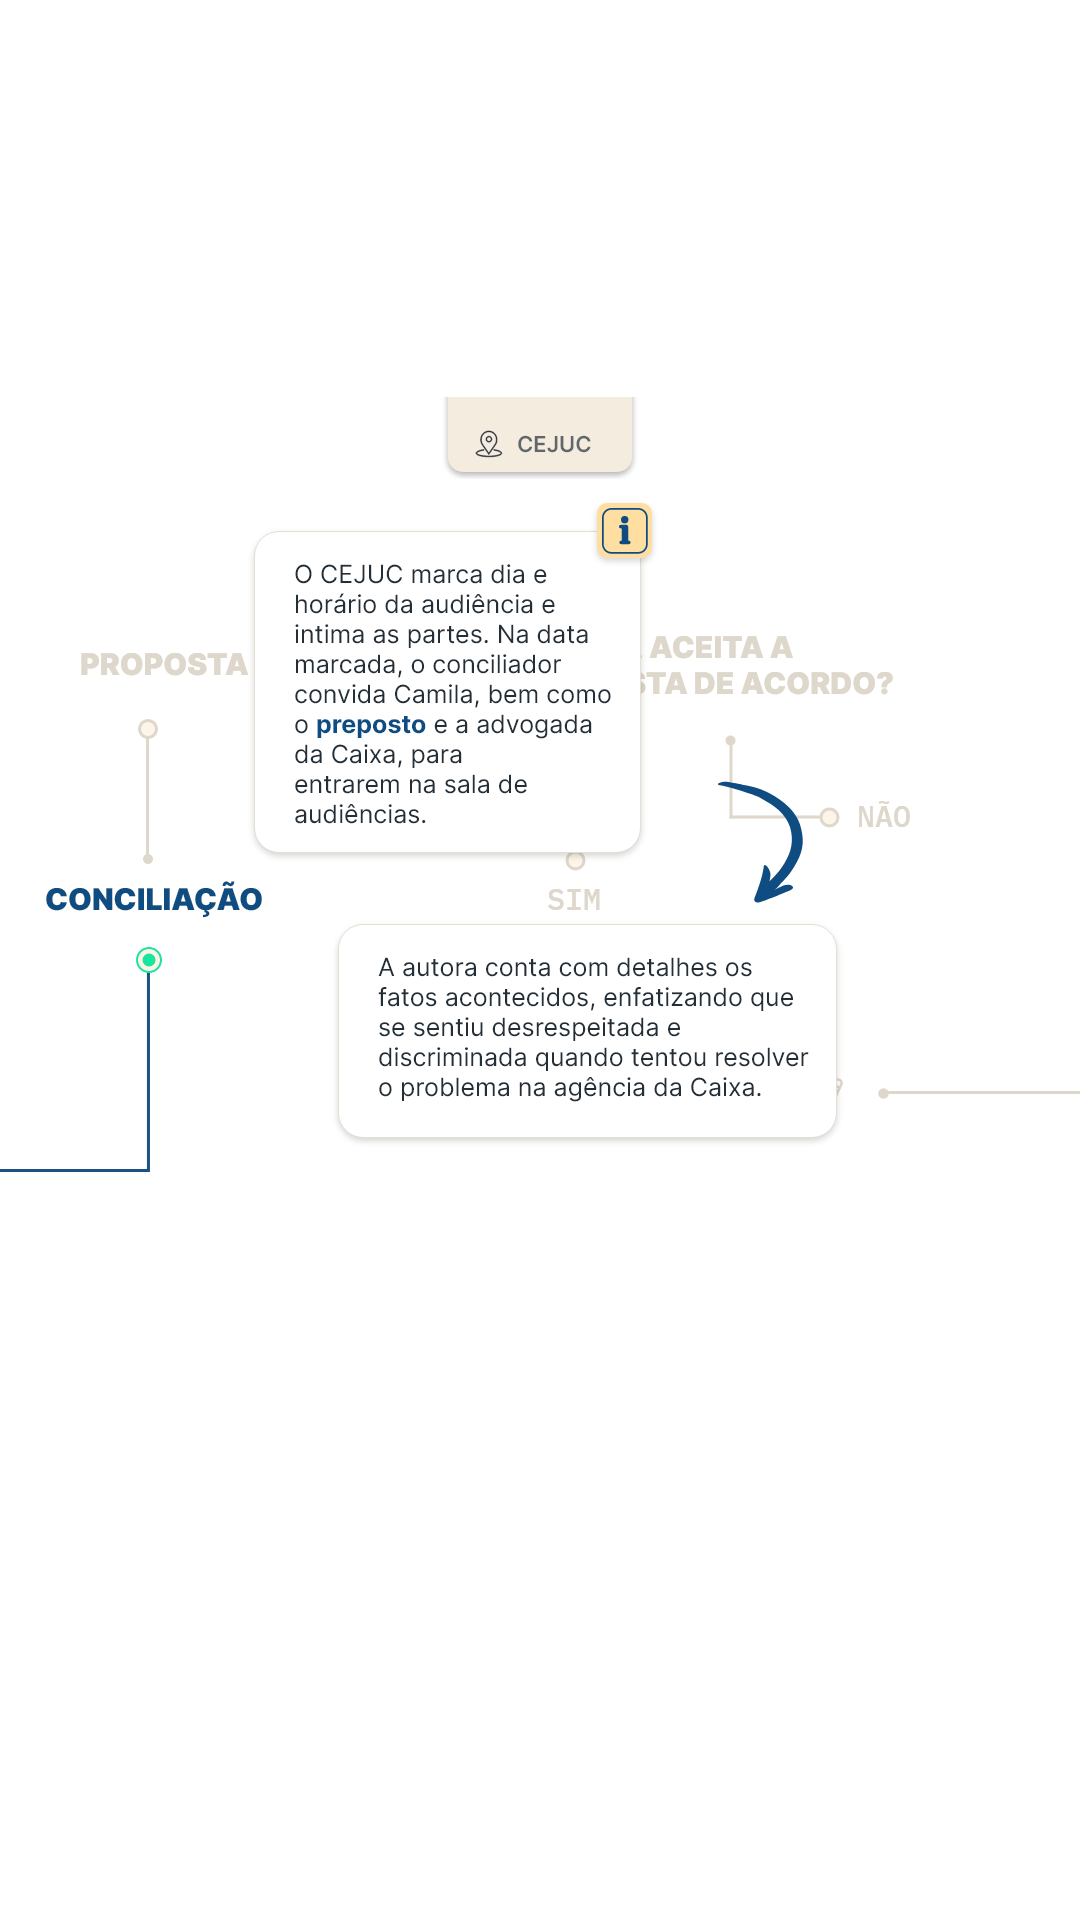 CEJUC
O CEJUC marca dia e
horário da audiência e
intima as partes. Na data
marcada, o conciliador
convida Camila, bem como
o preposto e a advogada
da Caixa, para
entrarem na sala de
audiências.
PROPOSTA
ACEITA A
DE ACORDO?
NÃO
CONCILIAÇÃO
SIM
A autora conta com detalhes os
fatos acontecidos, enfatizando que
se sentiu desrespeitada e
discriminada quando tentou resolver
o problema na agência da Caixa.